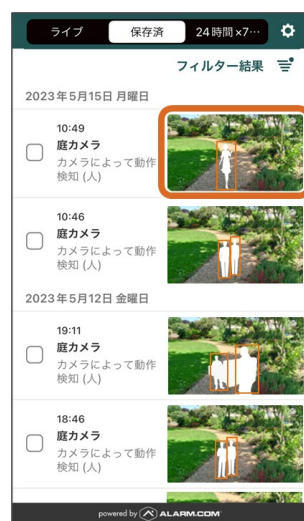 ライブ
保存済
24時間×7…
フィルター結果
2023年5月15日 月曜日
10:49
庭カメラ
カメラによって動作
検知 (人)
10:46
庭カメラ
カメラによって動作
検知 (人)
2023年5月12日 金曜日
19:11
庭カメラ
カメラによって動作
検知 (人)
18:46
庭カメラ
カメラによって動作
検知 (人)
powered by ALARM.COM